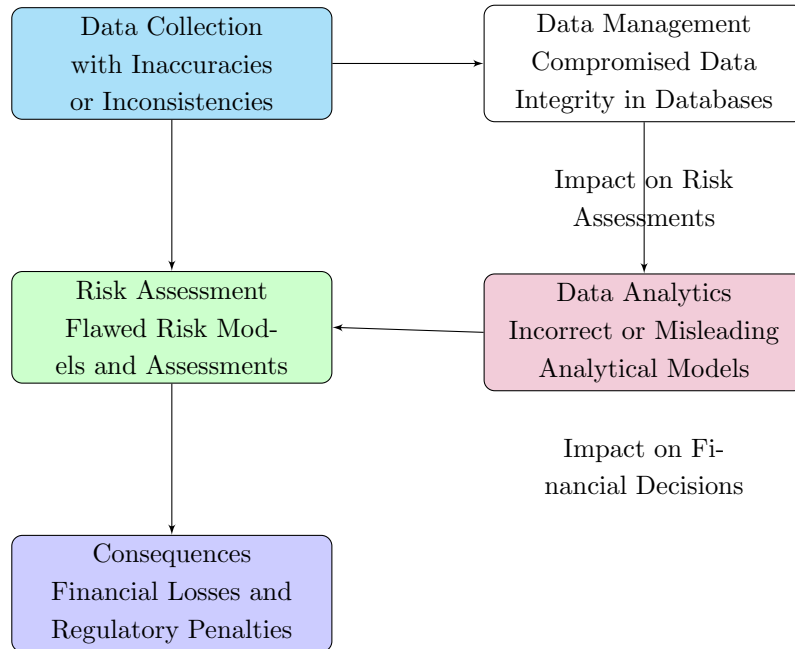 Data Collection
with Inaccuracies
or Inconsistencies
Data Management
Compromised Data
Integrity in Databases
Impact on Risk
Assessments
Risk Assessment
Flawed Risk Mod-
els and Assessments
Data Analytics
Incorrect or Misleading
Analytical Models
Impact on Fi-
nancial Decisions
Consequences
Financial Losses and
Regulatory Penalties